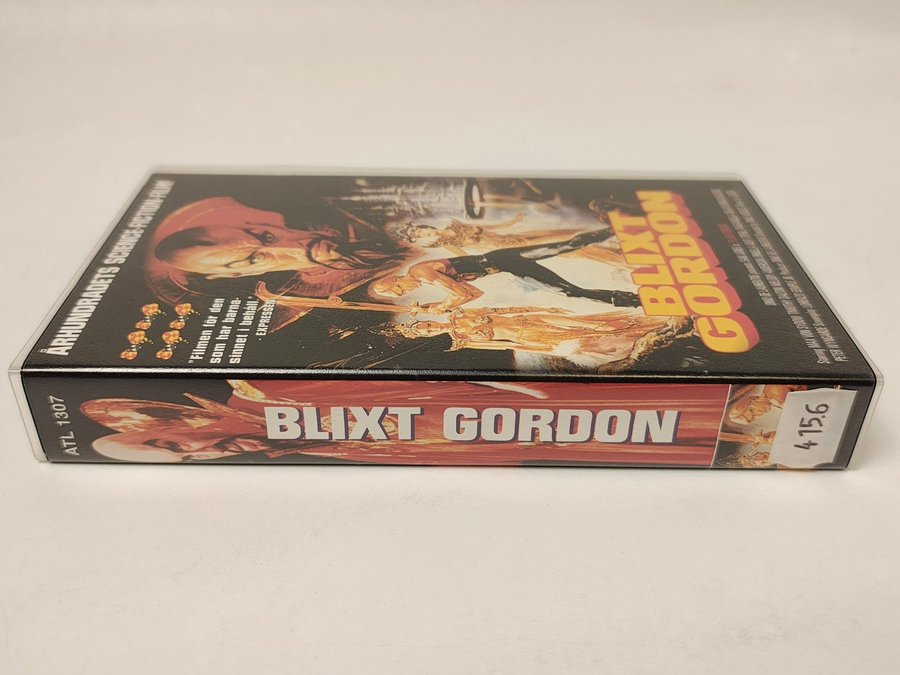 ÅRHUNDRADETS SCIENCE-FICTION-FILM
"Filmen för den
som har barna-
sinnet i behåll."
- EXPRESSEN
BLIXT
GORDON
ATL 1307
BLIXT GORDON
415.6